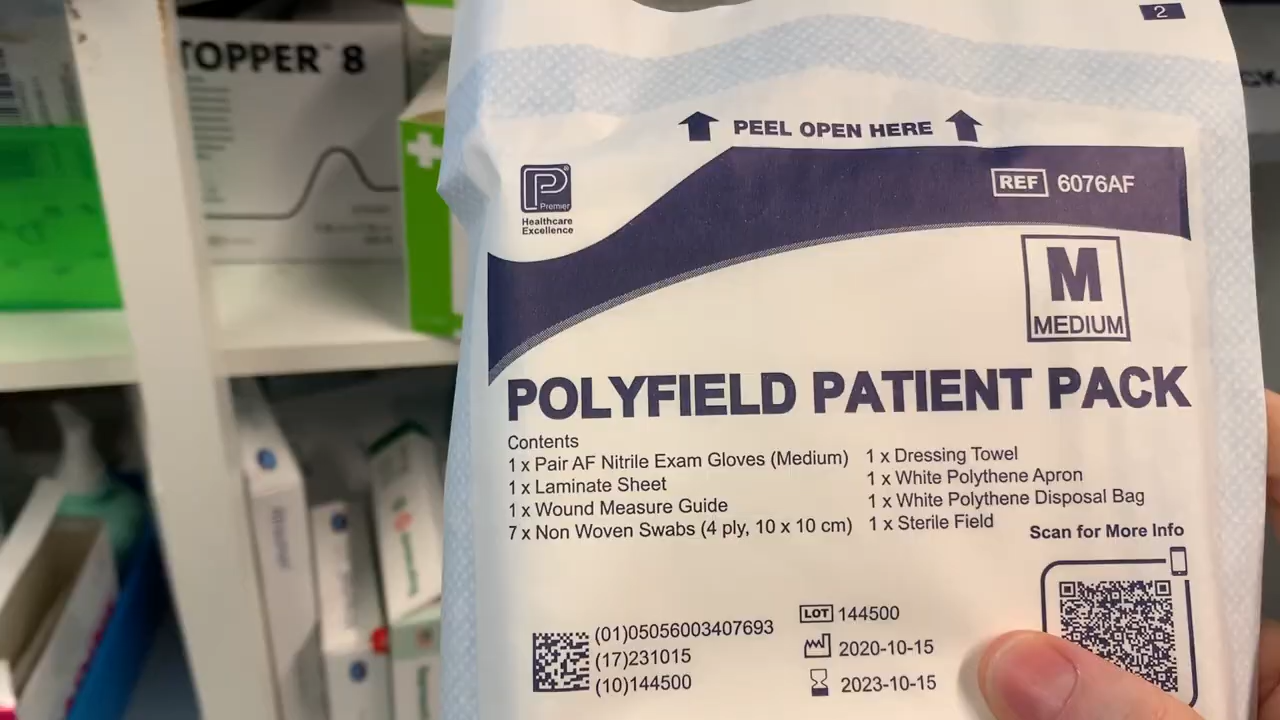 TOPPER™ 8
2
PEEL OPEN HERE
REF 6076AF
Premier
Healthcare
Excellence
M
MEDIUM
POLYFIELD PATIENT PACK
Contents
1 x Pair AF Nitrile Exam Gloves (Medium)
1 x Laminate Sheet
1 x Wound Measure Guide
7 x Non Woven Swabs (4 ply, 10 x 10 cm)
1 x Dressing Towel
1 x White Polythene Apron
1 x White Polythene Disposal Bag
1 x Sterile Field
Scan for More Info
(01)05056003407693
(17)231015
(10)144500
LOT 144500
2020-10-15
2023-10-15